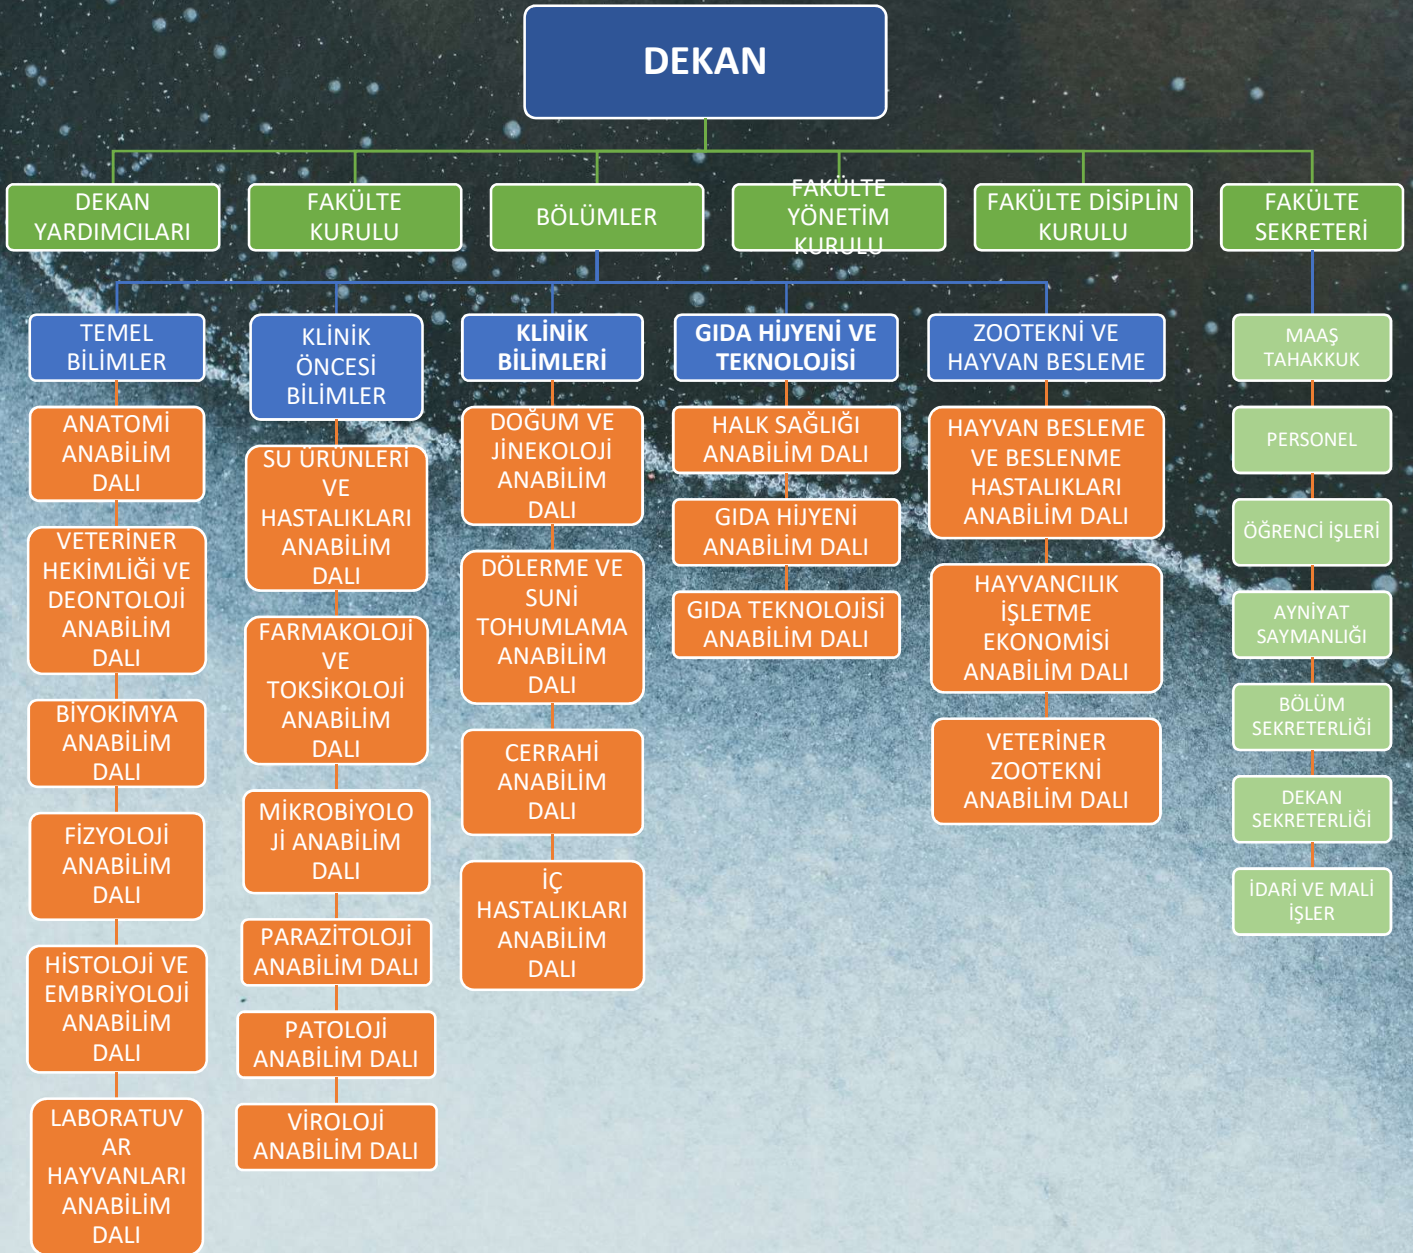 DEKAN
DEKAN
YARDIMCILARI
FAKÜLTE
KURULU
BÖLÜMLER
FAKÜLTE
YÖNETİM
KURULU
FAKÜLTE DİSİPLİN
KURULU
FAKÜLTE
SEKRETERİ
TEMEL
BİLİMLER
ANATOMİ
ANABİLİM
DALI
VETERİNER
HEKİMLİĞİ VE
DEONTOLOJİ
ANABİLİM
DALI
BİYOKİMYA
ANABİLİM
DALI
FİZYOLOJİ
ANABİLİM
DALI
HİSTOLOJİ VE
EMBRİYOLOJİ
ANABİLİM
DALI
LABORATUV
AR
HAYVANLARI
ANABİLİM
DALI
KLİNİK
ÖNCESİ
BİLİMLER
SU ÜRÜNLERİ
VE
HASTALIKLARI
ANABİLİM
DALI
FARMAKOLOJİ
VE
TOKSİKOLOJİ
ANABİLİM
DALI
MİKROBİYOLO
Jİ ANABİLİM
DALI
PARAZİTOLOJİ
ANABİLİM DALI
PATOLOJİ
ANABİLİM DALI
VİROLOJİ
ANABİLİM DALI
KLİNİK
BİLİMLERİ
DOĞUM VE
JİNEKOLOJİ
ANABİLİM
DALI
DÖLERME VE
SUNİ
TOHUMLAMA
ANABİLİM
DALI
CERRAHİ
ANABİLİM
DALI
İÇ
HASTALIKLARI
ANABİLİM
DALI
GIDA HİJYENİ VE
TEKNOLOJİSİ
HALK SAĞLIĞI
ANABİLİM DALI
GIDA HİJYENİ
ANABİLİM DALI
GIDA TEKNOLOJİSİ
ANABİLİM DALI
ZOOTEKNİ VE
HAYVAN BESLEME
HAYVAN BESLEME
VE BESLENME
HASTALIKLARI
ANABİLİM DALI
HAYVANCILIK
İŞLETME
EKONOMİSİ
ANABİLİM DALI
VETERİNER
ZOOTEKNİ
ANABİLİM DALI
MAAŞ
TAHAKKUK
PERSONEL
ÖĞRENCİ İŞLERİ
AYNİYAT
SAYMANLIĞI
BÖLÜM
SEKRETERLİĞİ
DEKAN
SEKRETERLİĞİ
İDARİ VE MALİ
İŞLER